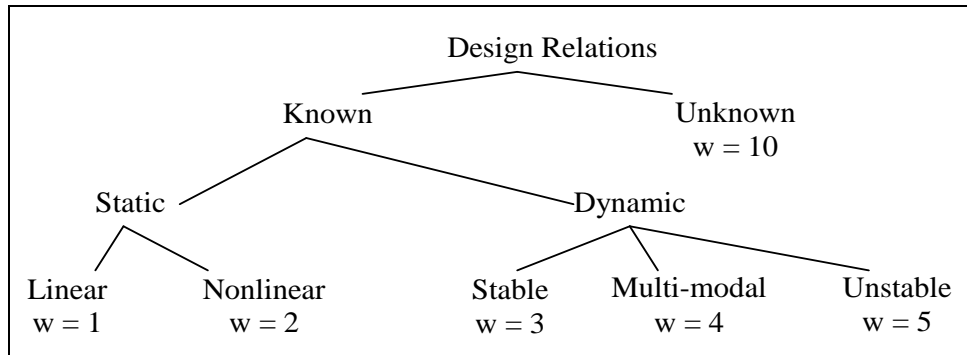 Design Relations
Known
Unknown
w = 10
Static
Dynamic
Linear
w = 1
Nonlinear
w = 2
Stable
w = 3
Multi-modal
w = 4
Unstable
w = 5